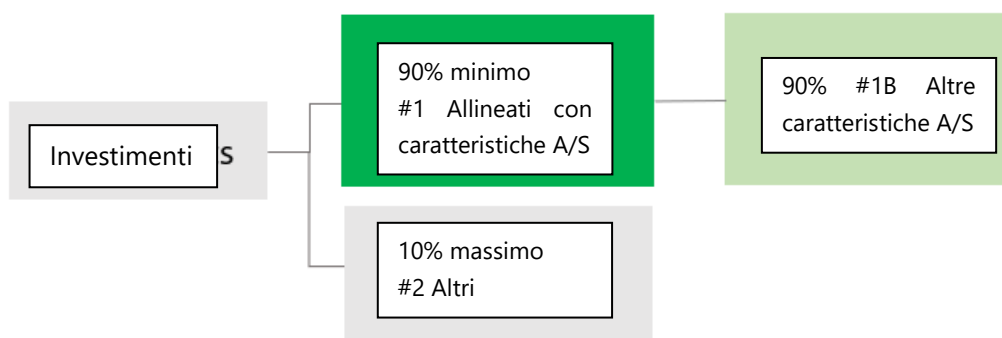 Investimenti s
90% minimo
#1 Allineati con
caratteristiche A/S
90% #1B Altre
caratteristiche A/S
10% massimo
#2 Altri